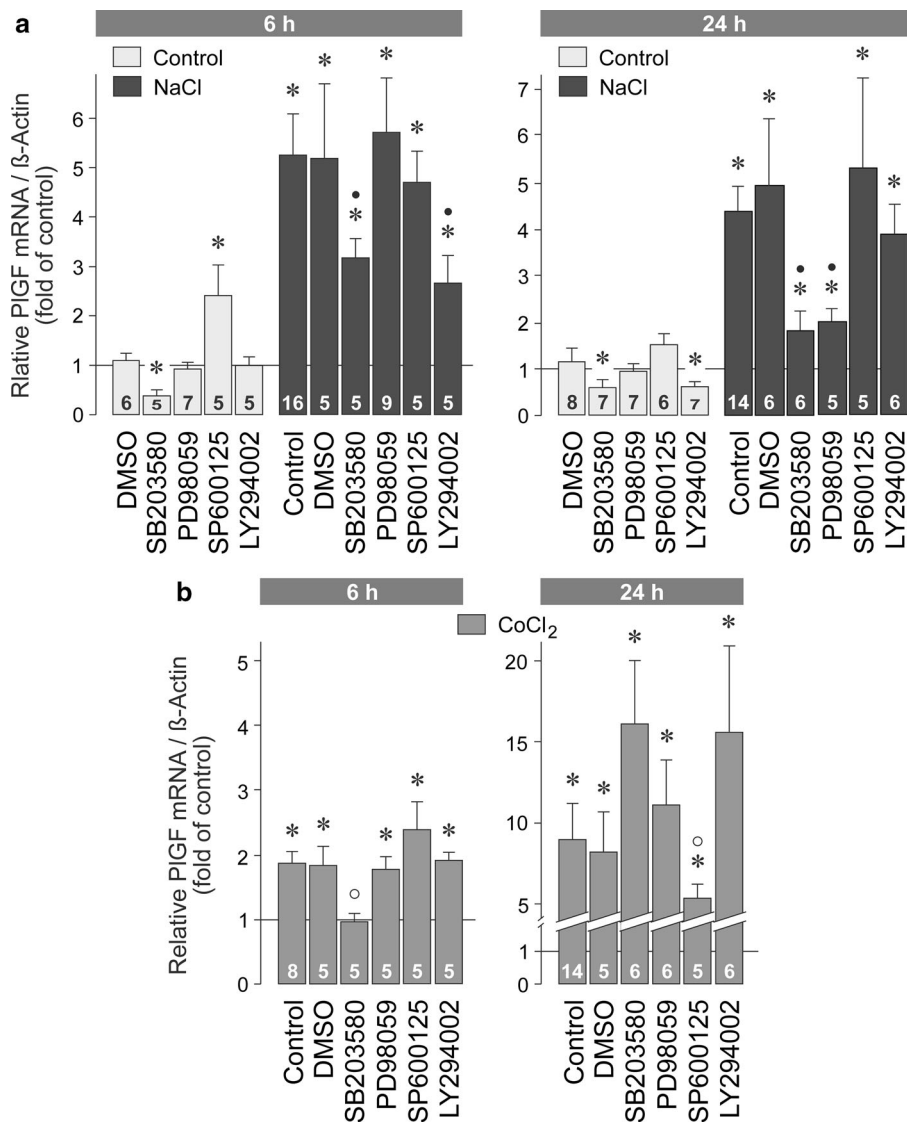 a
6 h
Rlative PlGF mRNA / ß-Actin
(fold of control)
Control
NaCl
6
5
4
3
2
1
0
* * * * * * * *
6 5 7 5 5 16 5 5 9 5 5
DMSO
SB203580
PD98059
SP600125
LY294002
Control
DMSO
SB203580
PD98059
SP600125
LY294002
24 h
Control
NaCl
7
6
7
5
4
3
2
1
0
* * * * * * * *
8 7 7 6 7 14 6 6 5 5 6
DMSO
SB203580
PD98059
SP600125
LY294002
Control
DMSO
SB203580
PD98059
SP600125
LY294002
b
6 h
Relative PlGF mRNA / ß-Actin
(fold of control)
CoCl2
5
4
3
2
1
0
* * * * *
8 5 5 5 5 5
Control
DMSO
SB203580
PD98059
SP600125
LY294002
24 h
20
15
10
5
1
0
* * * * * *
14 5 6 6 5 6
Control
DMSO
SB203580
PD98059
SP600125
LY294002